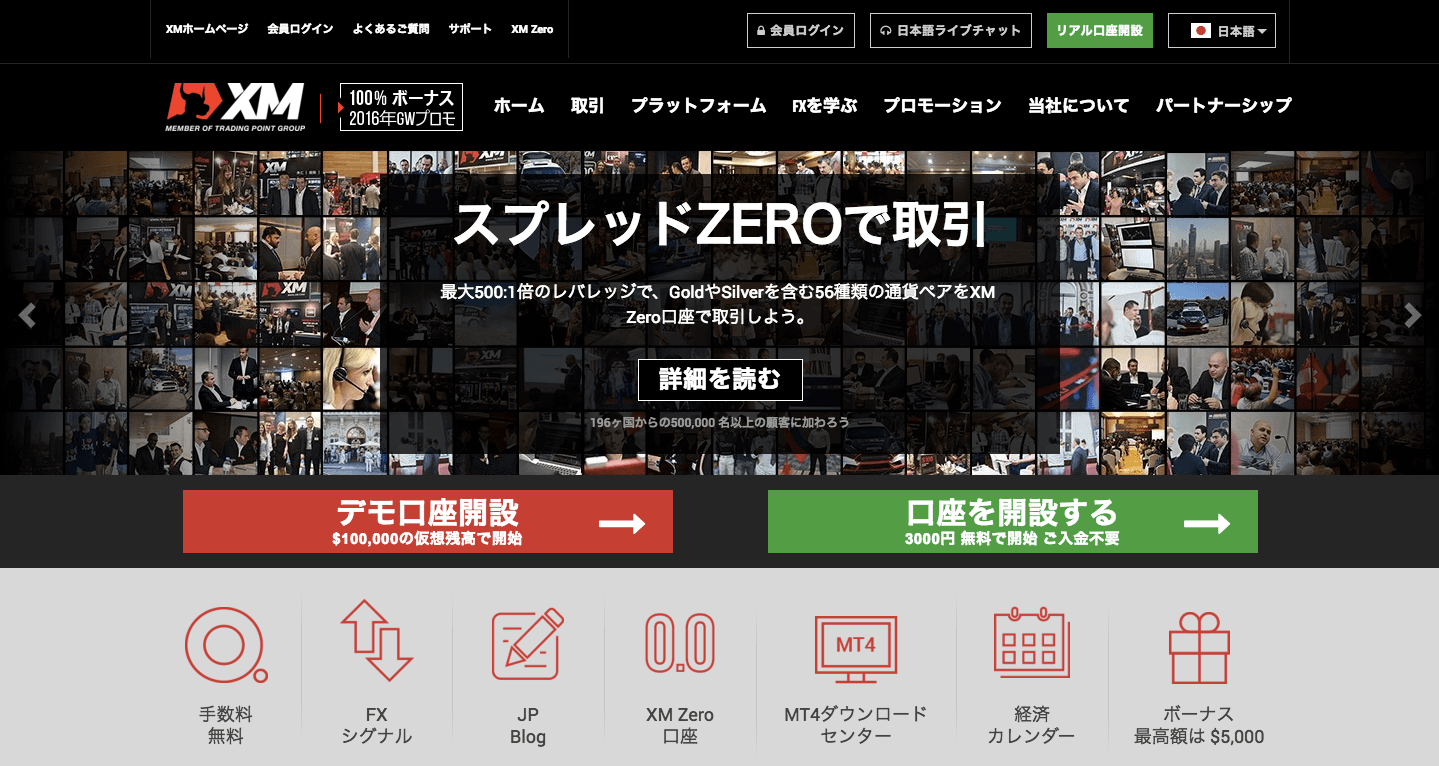 XMホームページ 会員ログイン よくあるご質問 サポート XM Zero
会員ログイン 日本語ライブチャット リアル口座開設 日本語
XM
MEMBER OF TRADING POINT GROUP
100% ボーナス
2016年GWプロモ
ホーム 取引 プラットフォーム FXを学ぶ プロモーション 当社について パートナーシップ
スプレッドZEROで取引
最大500:1倍のレバレッジで、GoldやSilverを含む56種類の通貨ペアをXM
Zero口座で取引しよう。
詳細を読む
196ヶ国からの500,000 名以上の顧客に加わろう
デモ口座開設
$100,000の仮想残高で開始
口座を開設する
3000円 無料で開始 ご入金不要
0.0
MT4
手数料
無料
FX
シグナル
JP
Blog
XM Zero
口座
MT4ダウンロード
センター
経済
カレンダー
ボーナス
最高額は $5,000